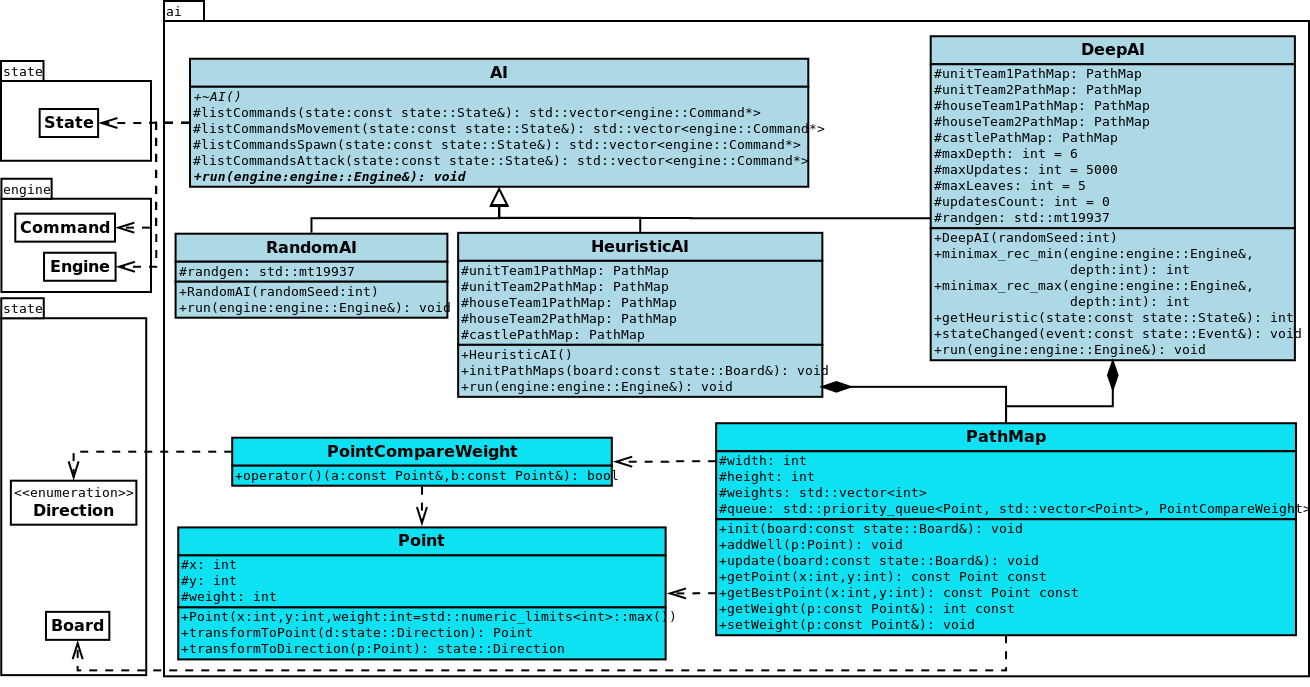 ai
state
State
engine
Command
Engine
state
<<enumeration>>
Direction
Board
AI
+~AI()
#listCommands(state:const state::State&): std::vector<engine::Command*>
#listCommandsMovement(state:const state::State&): std::vector<engine::Command*>
#listCommandsSpawn(state:const state::State&): std::vector<engine::Command*>
#listCommandsAttack(state:const state::State&): std::vector<engine::Command*>
+run(engine:engine::Engine&): void
DeepAI
#unitTeam1PathMap: PathMap
#unitTeam2PathMap: PathMap
#houseTeam1PathMap: PathMap
#houseTeam2PathMap: PathMap
#castlePathMap: PathMap
#maxDepth: int = 6
#maxUpdates: int = 5000
#maxLeaves: int = 5
#updatesCount: int = 0
#randgen: std::mt19937
+DeepAI(randomSeed:int)
+minimax_rec_min(engine:engine::Engine&,
depth:int): int
+minimax_rec_max(engine:engine::Engine&,
depth:int): int
+getHeuristic(state:const state::State&): int
+stateChanged(event:const state::Event&): void
+run(engine:engine::Engine&): void
RandomAI
#randgen: std::mt19937
+RandomAI(randomSeed:int)
+run(engine:engine::Engine&): void
HeuristicAI
#unitTeam1PathMap: PathMap
#unitTeam2PathMap: PathMap
#houseTeam1PathMap: PathMap
#houseTeam2PathMap: PathMap
#castlePathMap: PathMap
+HeuristicAI()
+initPathMaps(board:const state::Board&): void
+run(engine:engine::Engine&): void
PointCompareWeight
+operator()(a:const Point&,b:const Point&): bool
Point
#x: int
#y: int
#weight: int
+Point(x:int,y:int,weight:int=std::numeric_limits<int>::max())
+transformToPoint(d:state::Direction): Point
+transformToDirection(p:Point): state::Direction
PathMap
#width: int
#height: int
#weights: std::vector<int>
#queue: std::priority_queue<Point, std::vector<Point>, PointCompareWeight>
+init(board:const state::Board&): void
+addWell(p:Point): void
+update(board:const state::Board&): void
+getPoint(x:int,y:int): const Point const
+getBestPoint(x:int,y:int): const Point const
+getWeight(p:const Point&): int const
+setWeight(p:const Point&): void